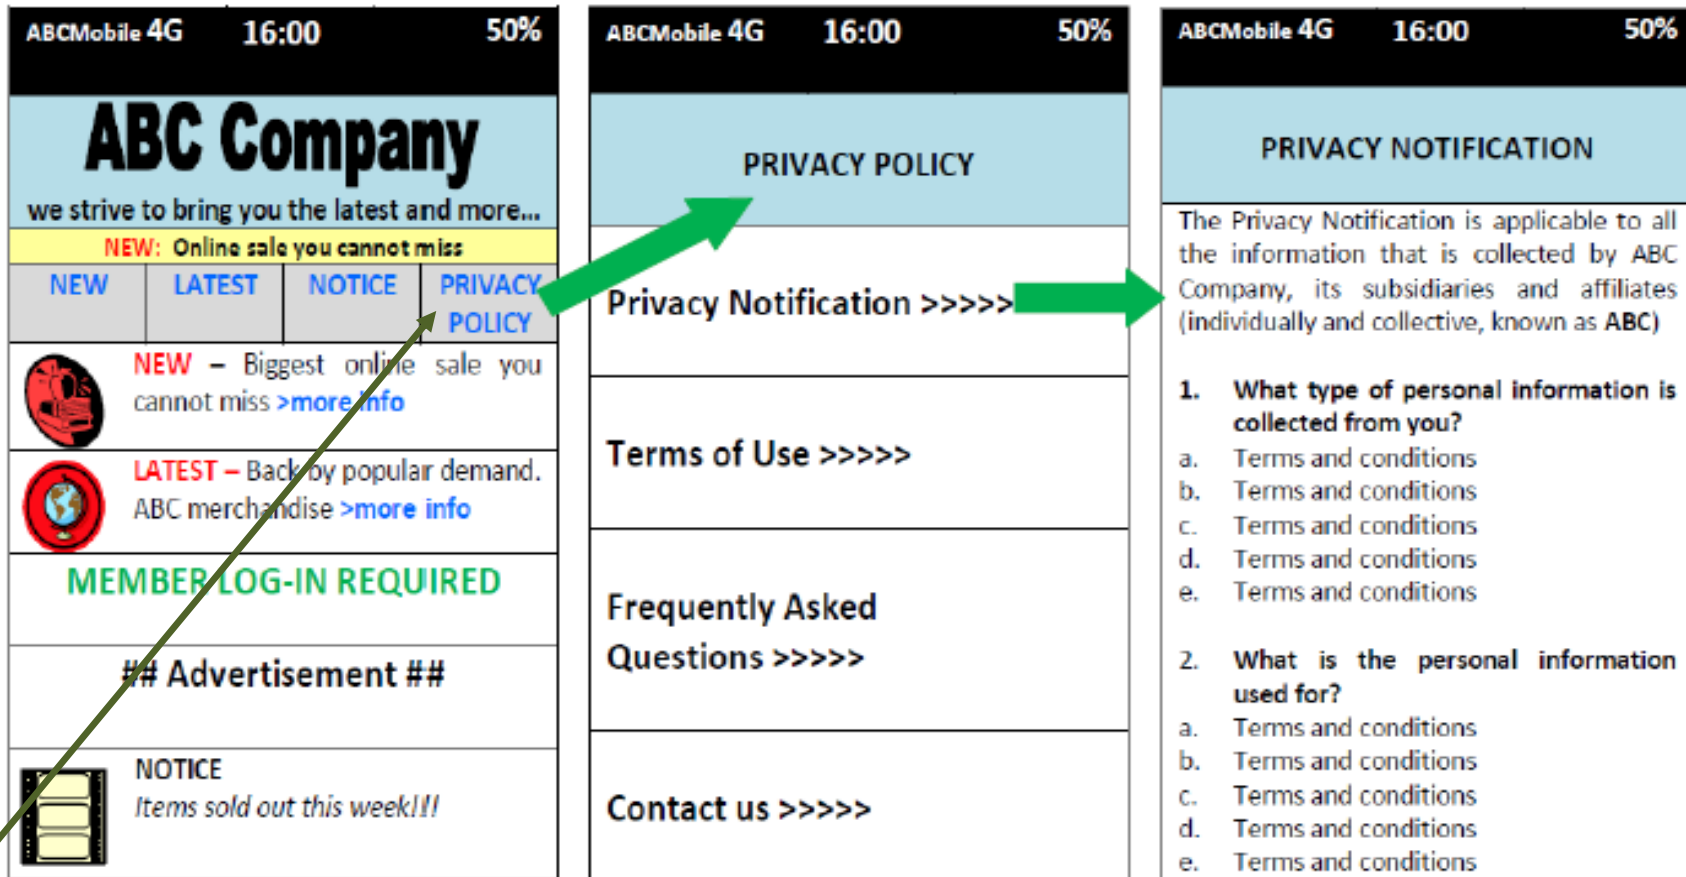 ABCMobile 4G 16:00 50%
ABC Company
we strive to bring you the latest and more...
NEW: Online sale you cannot miss
NEW LATEST NOTICE PRIVACY
POLICY
NEW – Biggest online sale you
cannot miss >more info
LATEST – Back by popular demand.
ABC merchandise >more info
MEMBER LOG-IN REQUIRED
## Advertisement ##
NOTICE
Items sold out this week!!!!
ABCMobile 4G 16:00 50%
PRIVACY POLICY
Privacy Notification >>>>>
Terms of Use >>>>>
Frequently Asked
Questions >>>>>
Contact us >>>>>
ABCMobile 4G 16:00 50%
PRIVACY NOTIFICATION
The Privacy Notification is applicable to all
the information that is collected by ABC
Company, its subsidiaries and affiliates
(individually and collective, known as ABC)
1. What type of personal information is
collected from you?
a. Terms and conditions
b. Terms and conditions
c. Terms and conditions
d. Terms and conditions
e. Terms and conditions
2. What is the personal information
used for?
a. Terms and conditions
b. Terms and conditions
c. Terms and conditions
d. Terms and conditions
e. Terms and conditions